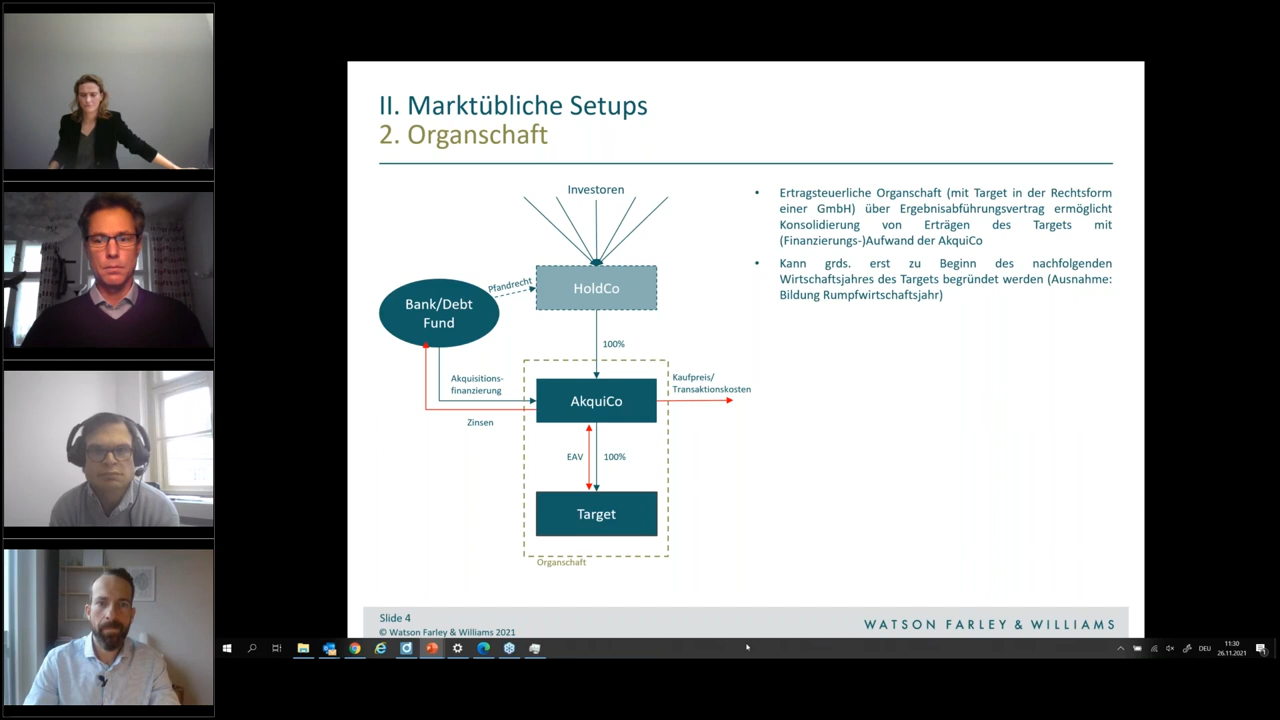 II. Marktübliche Setups
2. Organschaft
Investoren
HoldCo
Pfandrecht
Bank/Debt
Fund
100%
Akquisitions-
finanzierung
Zinsen
AkquiCo
Kaufpreis/
Transaktionskosten
EAV
100%
Target
Organschaft
• Ertragsteuerliche Organschaft (mit Target in der Rechtsform
einer GmbH) über Ergebnisabführungsvertrag ermöglicht
Konsolidierung von Erträgen des Targets mit
(Finanzierungs-)Aufwand der AkquiCo
• Kann grds. erst zu Beginn des nachfolgenden
Wirtschaftsjahres des Targets begründet werden (Ausnahme:
Bildung Rumpfwirtschaftsjahr)
Slide 4
© Watson Farley & Williams 2021
WATSON FARLEY & WILLIAMS
DEU
11:30
26.11.2021